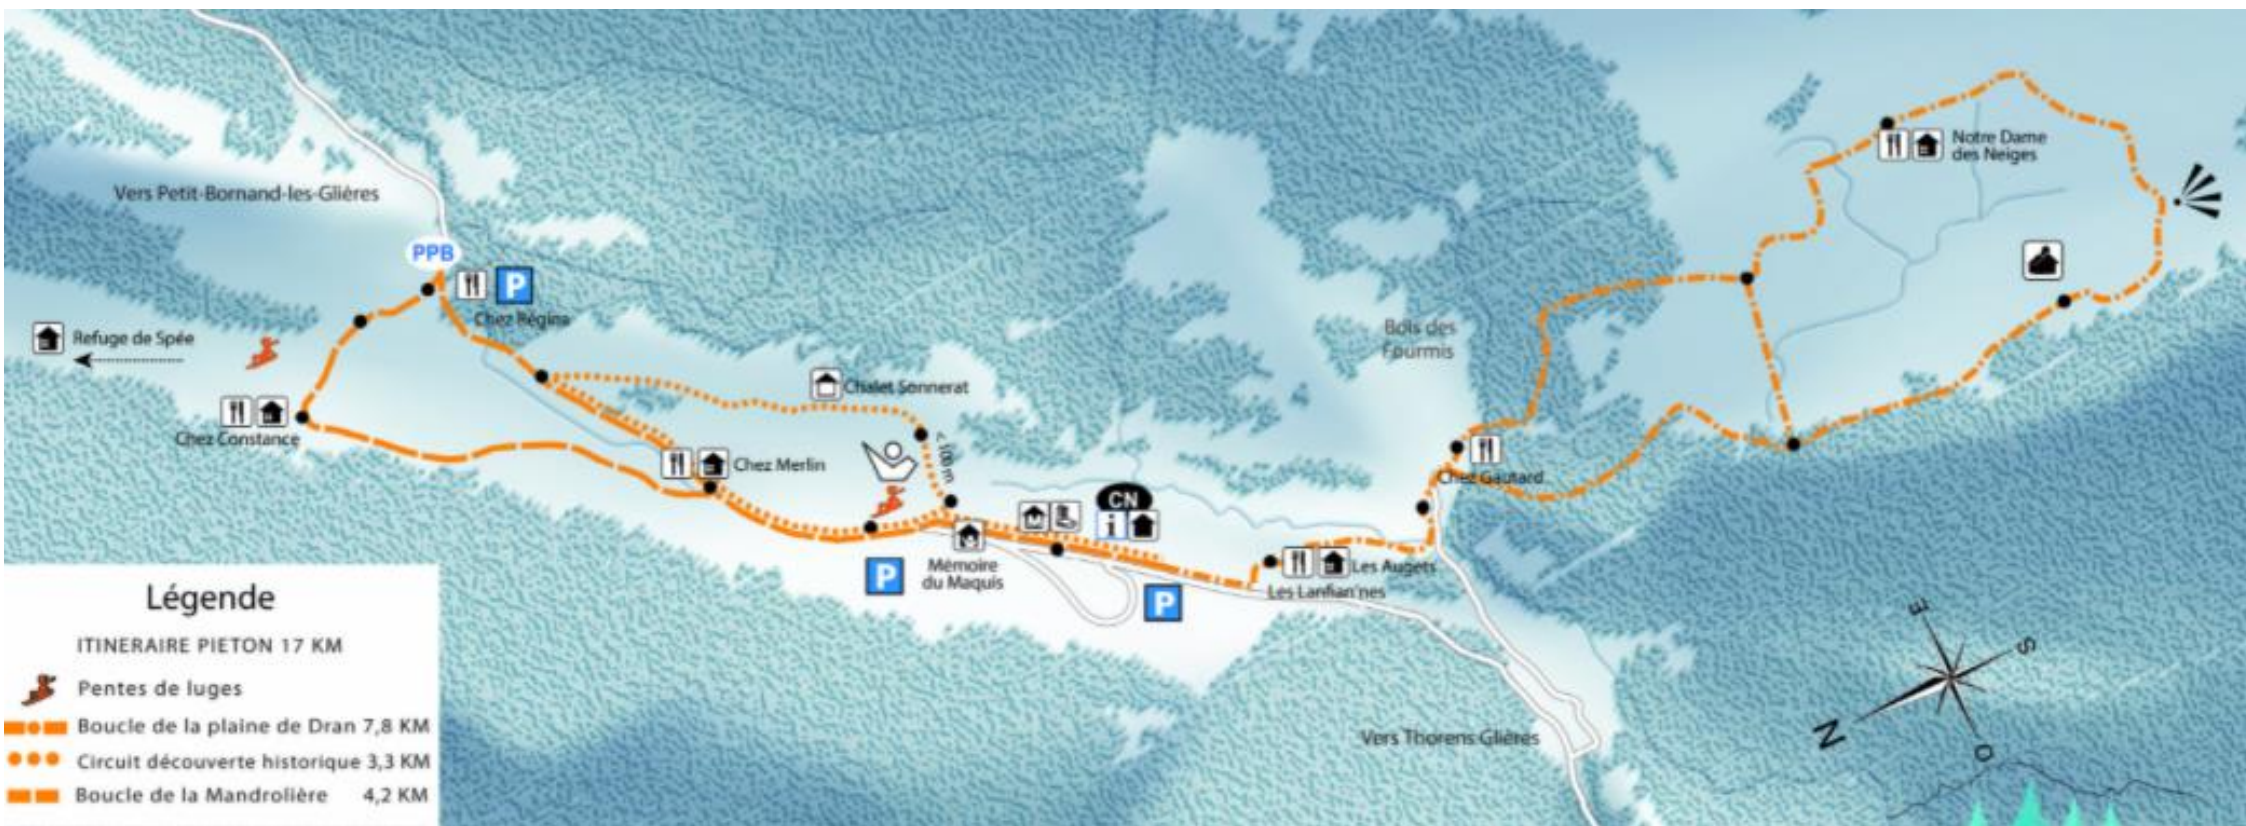 Vers Petit-Bornand-les-Glières
PPB
P
Chez Régina
Refuge de Spée
Chez Constance
Chalet Sonnerat
< 100 m
Chez Merlin
P
Mémoire
du Maquis
CN
i
P
Les Augets
Les Lanfian'nes
Chez Gautard
Bois des
Fourmis
Notre Dame
des Neiges
Vers Thorens Glières
E
S
N
O
Légende
ITINERAIRE PIETON 17 KM
Pentes de luges
Boucle de la plaine de Dran 7,8 KM
Circuit découverte historique 3,3 KM
Boucle de la Mandrolière 4,2 KM